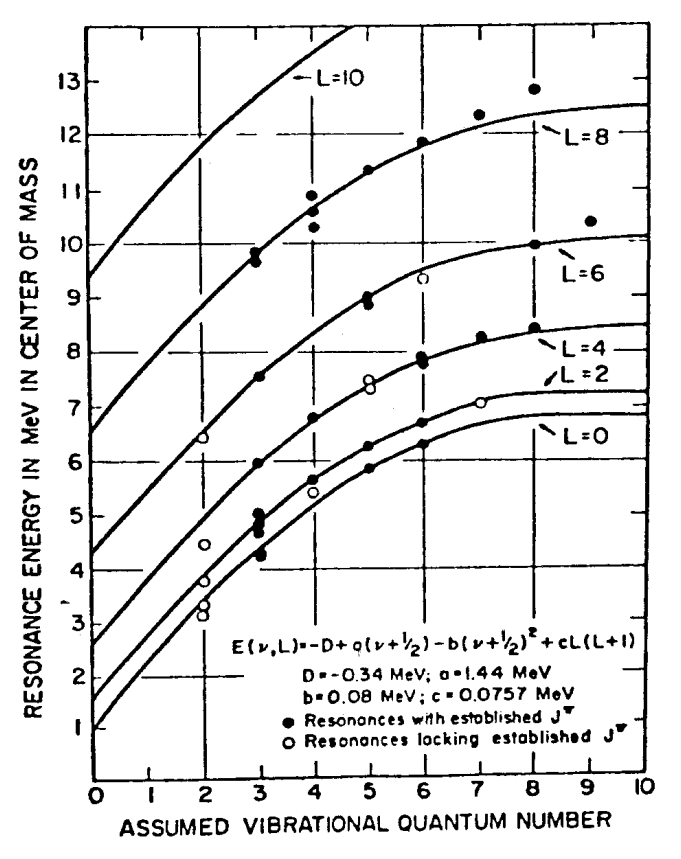 RESONANCE ENERGY IN MeV IN CENTER OF MASS
13
12
11
10
9
8
7
6
5
4
3
2
1
L=10
L=8
L=6
L=4
L=2
L=0
E(ν,L)=-D+a(ν+1/2)-b(ν+1/2)²+cL(L+1)
D=-0.34 MeV; a=1.44 MeV
b=0.08 MeV; c=0.0757 MeV
● Resonances with established J^π
○ Resonances lacking established J^π
0 1 2 3 4 5 6 7 8 9 10
ASSUMED VIBRATIONAL QUANTUM NUMBER